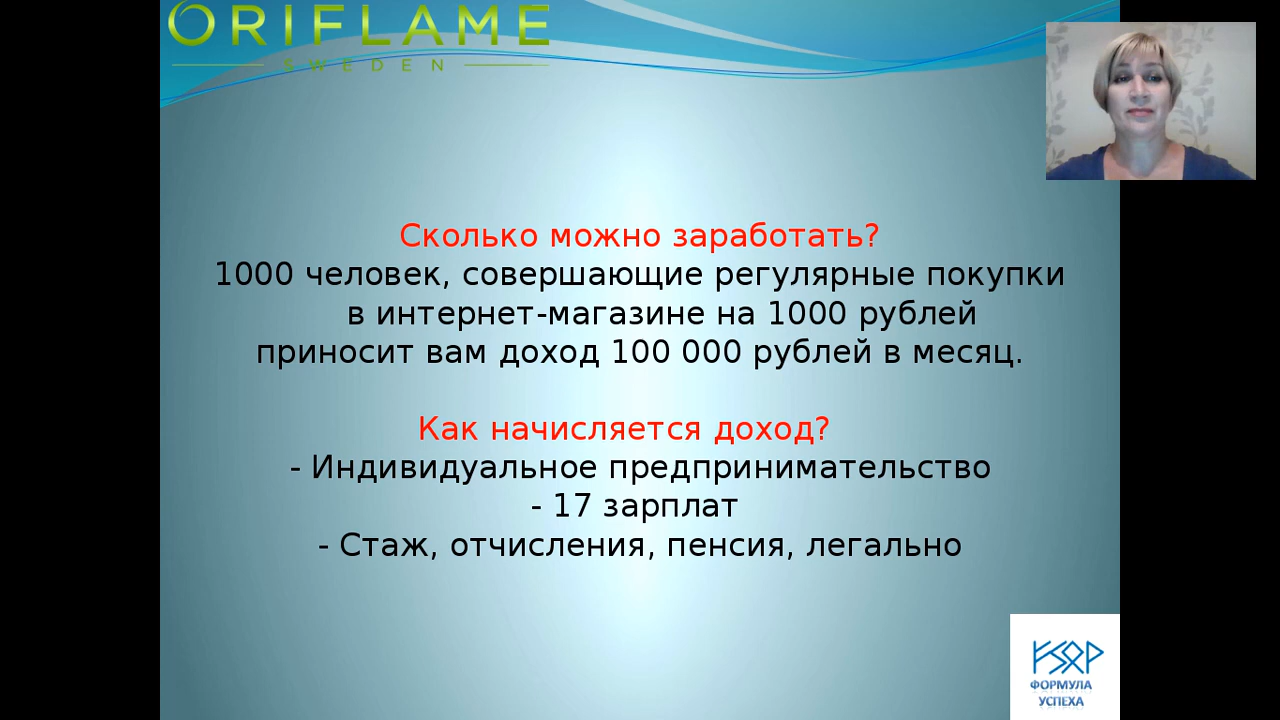 ORIFLAME
SWEDEN
Сколько можно заработать?
1000 человек, совершающие регулярные покупки
в интернет-магазине на 1000 рублей
приносит вам доход 100 000 рублей в месяц.
Как начисляется доход?
- Индивидуальное предпринимательство
- 17 зарплат
- Стаж, отчисления, пенсия, легально
ФОРМУЛА
УСПЕХА